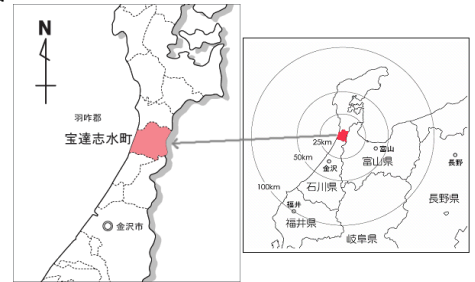 N
羽咋郡
宝達志水町
金沢市
25km
50km
100km
富山
金沢
富山県
石川県
長野
長野県
福井
福井県
岐阜県